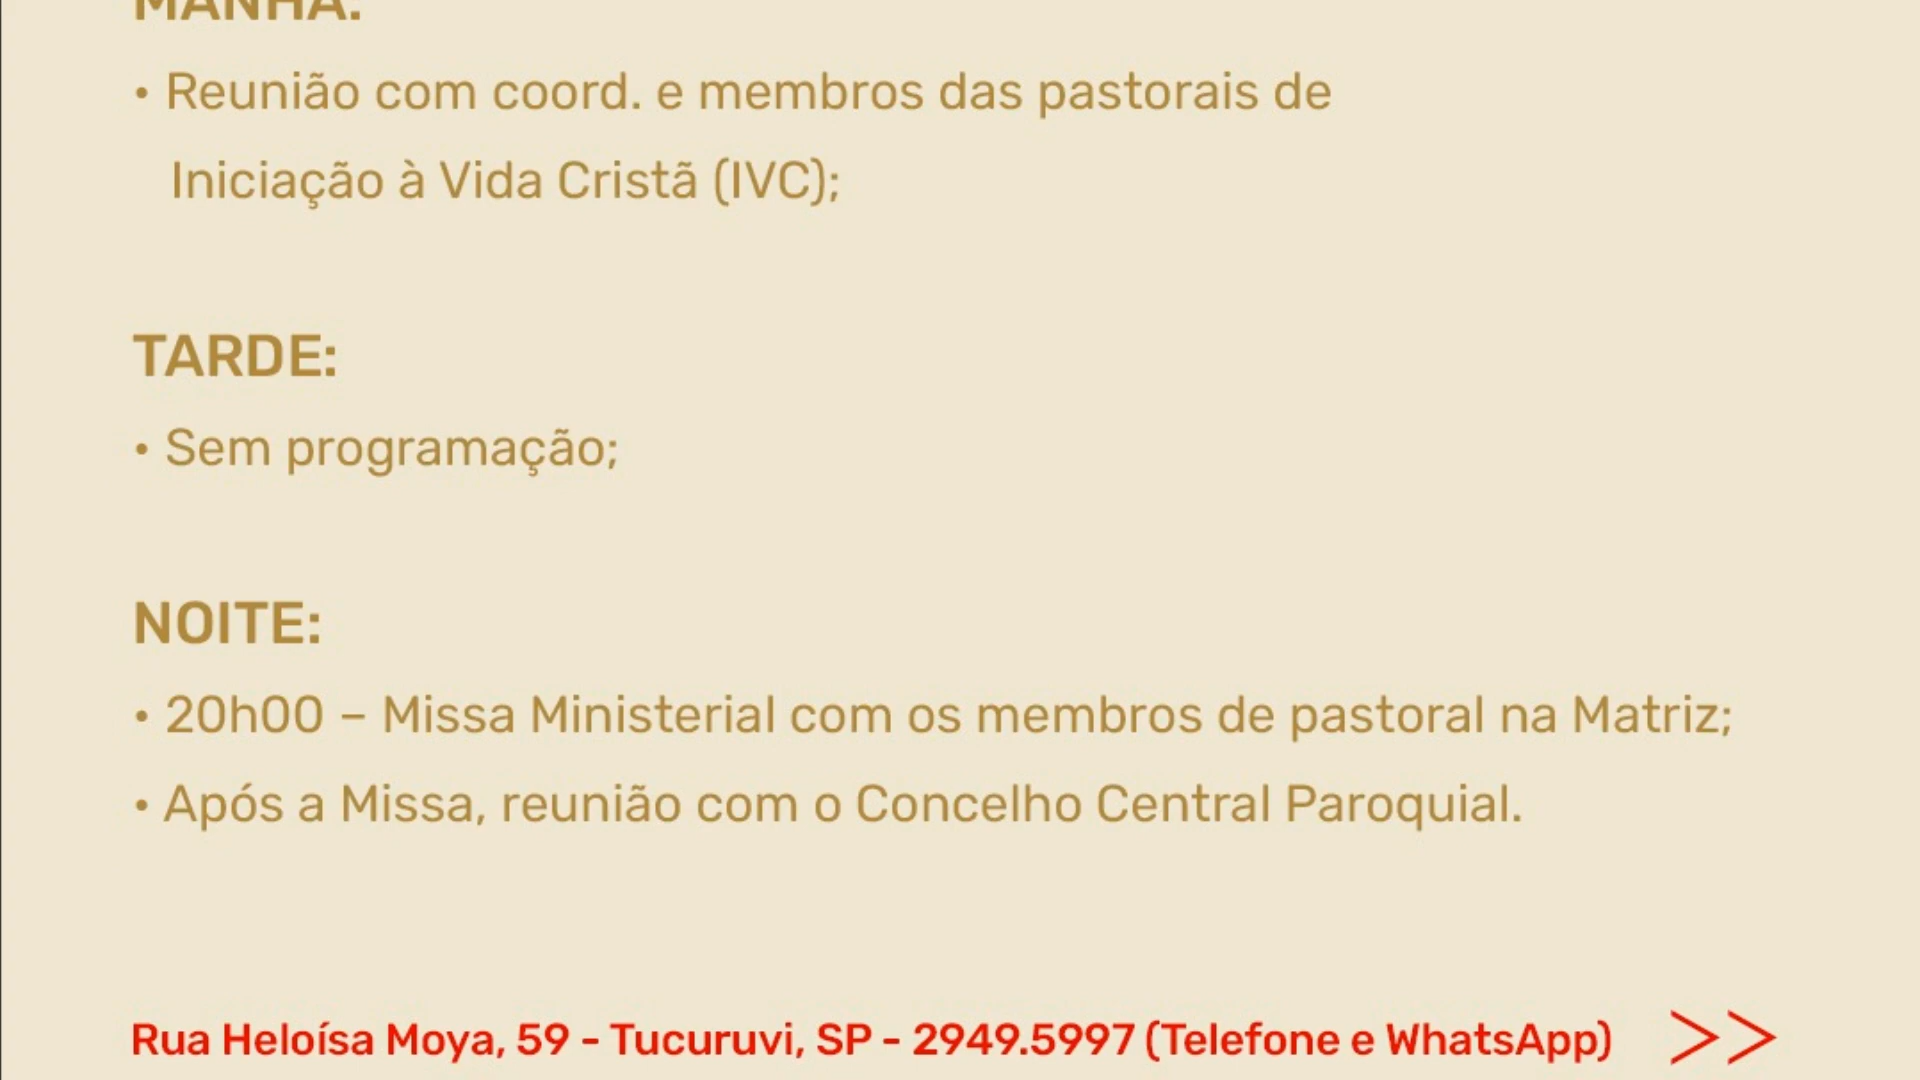 MANHÃ:
• Reunião com coord. e membros das pastorais de
Iniciação à Vida Cristã (IVC);
TARDE:
• Sem programação;
NOITE:
• 20h00 – Missa Ministerial com os membros de pastoral na Matriz;
• Após a Missa, reunião com o Concelho Central Paroquial.
Rua Heloísa Moya, 59 - Tucuruvi, SP - 2949.5997 (Telefone e WhatsApp) >>